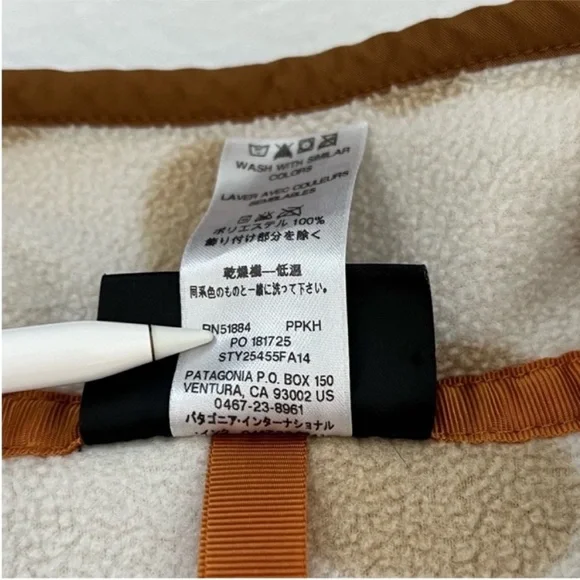 WASH WITH SIMILAR
COLORS
LAVER AVEC COULEURS
SEMBLABLES
ポリエステル 100%
飾り付け部分を除く
乾燥機―低温
同系色のものと一緒に洗って下さい。
RN51884 PPKH
PO 181725
STY25455FA14
PATAGONIA P.O. BOX 150
VENTURA, CA 93002 US
0467-23-8961
パタゴニア・インターナショナル